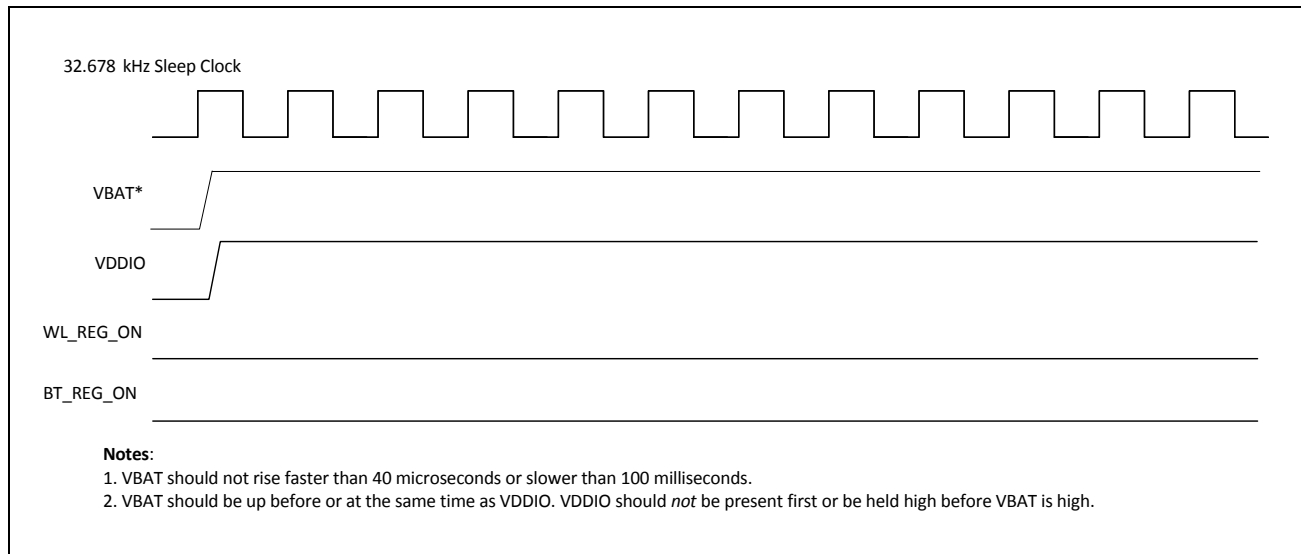 32.678 kHz Sleep Clock
VBAT*
VDDIO
WL_REG_ON
BT_REG_ON
Notes:
1. VBAT should not rise faster than 40 microseconds or slower than 100 milliseconds.
2. VBAT should be up before or at the same time as VDDIO. VDDIO should not be present first or be held high before VBAT is high.